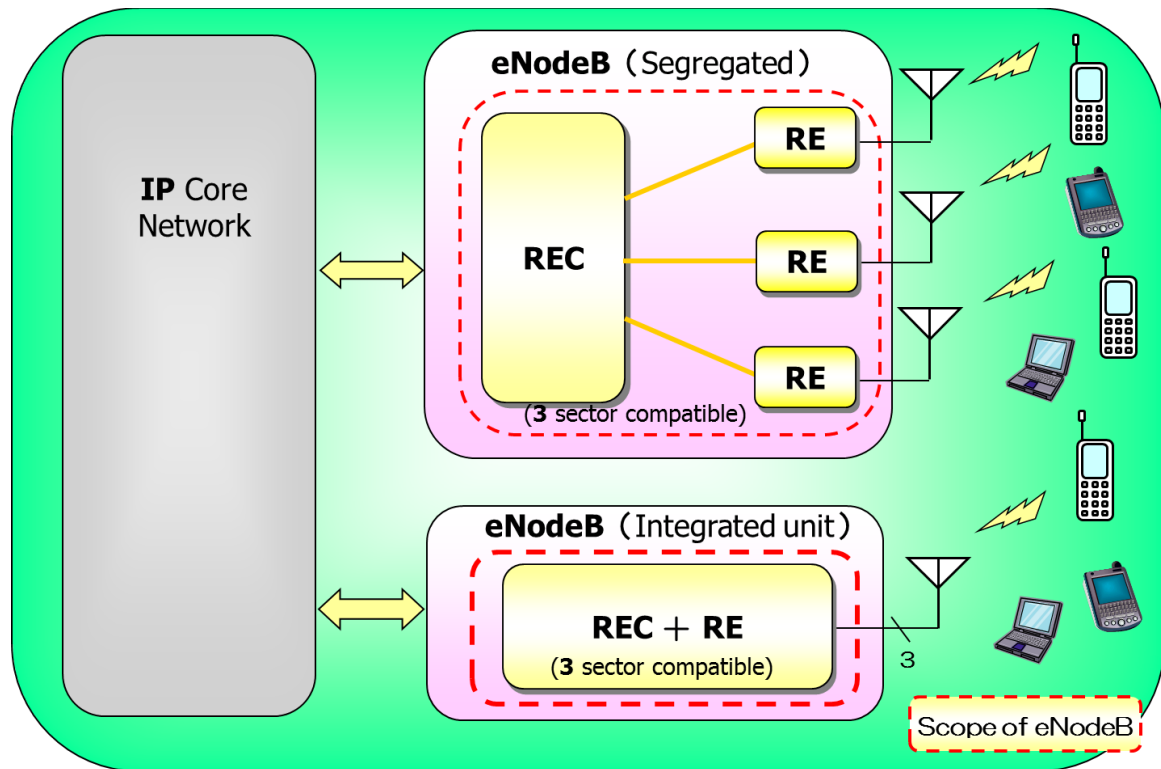 IP Core
Network
eNodeB（Segregated）
REC
RE
RE
RE
(3 sector compatible)
eNodeB（Integrated unit）
REC＋RE
(3 sector compatible)
3
Scope of eNodeB